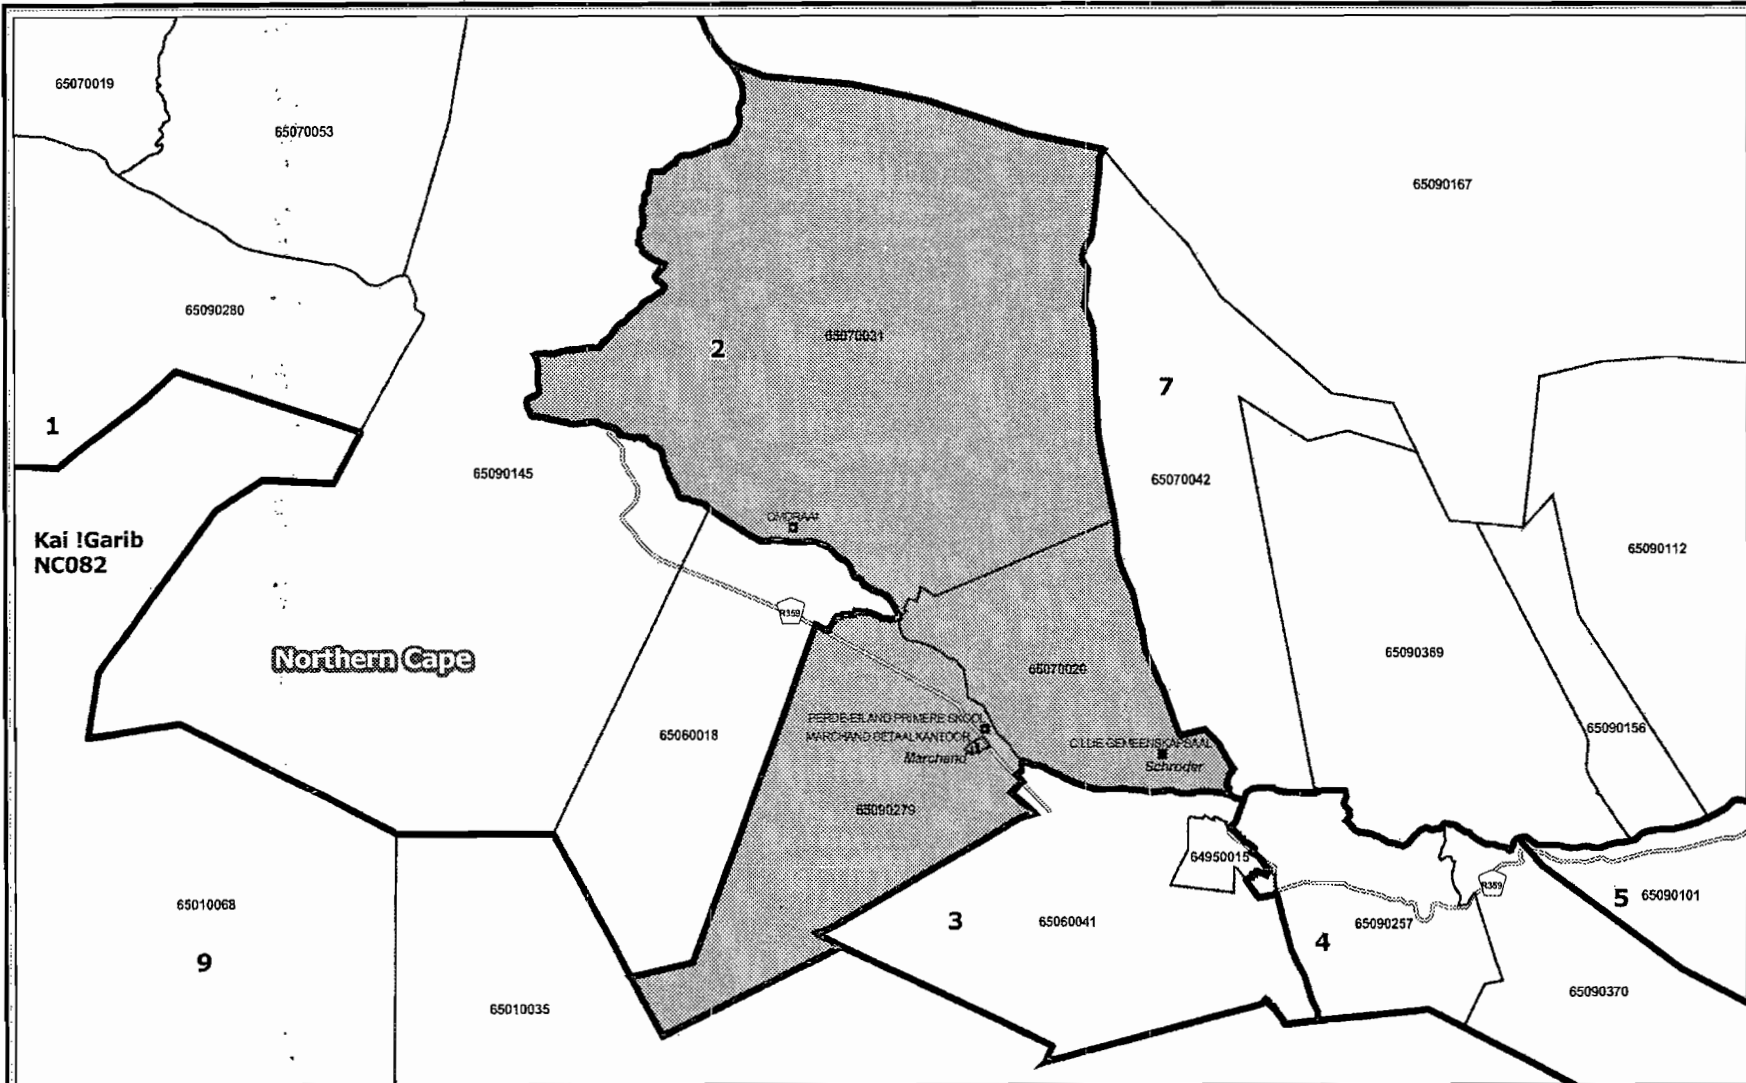 65070019
65070053
65090167
65090280
2
65070031
7
1
65090145
65070042
Kai !Garib
NC082
OMDRAAI
65090112
R359
Northern Cape
65070020
65090369
PERDE-EILAND PRIMERE SKOOL
MARCHAND BETAALKANTOOR
Marchand
65060018
CILLIE GEMEENSKAPSAAL
Schroder
65090156
65090279
64950015
R359
65010068
3
65060041
4
65090257
5
65090101
9
65010035
65090370